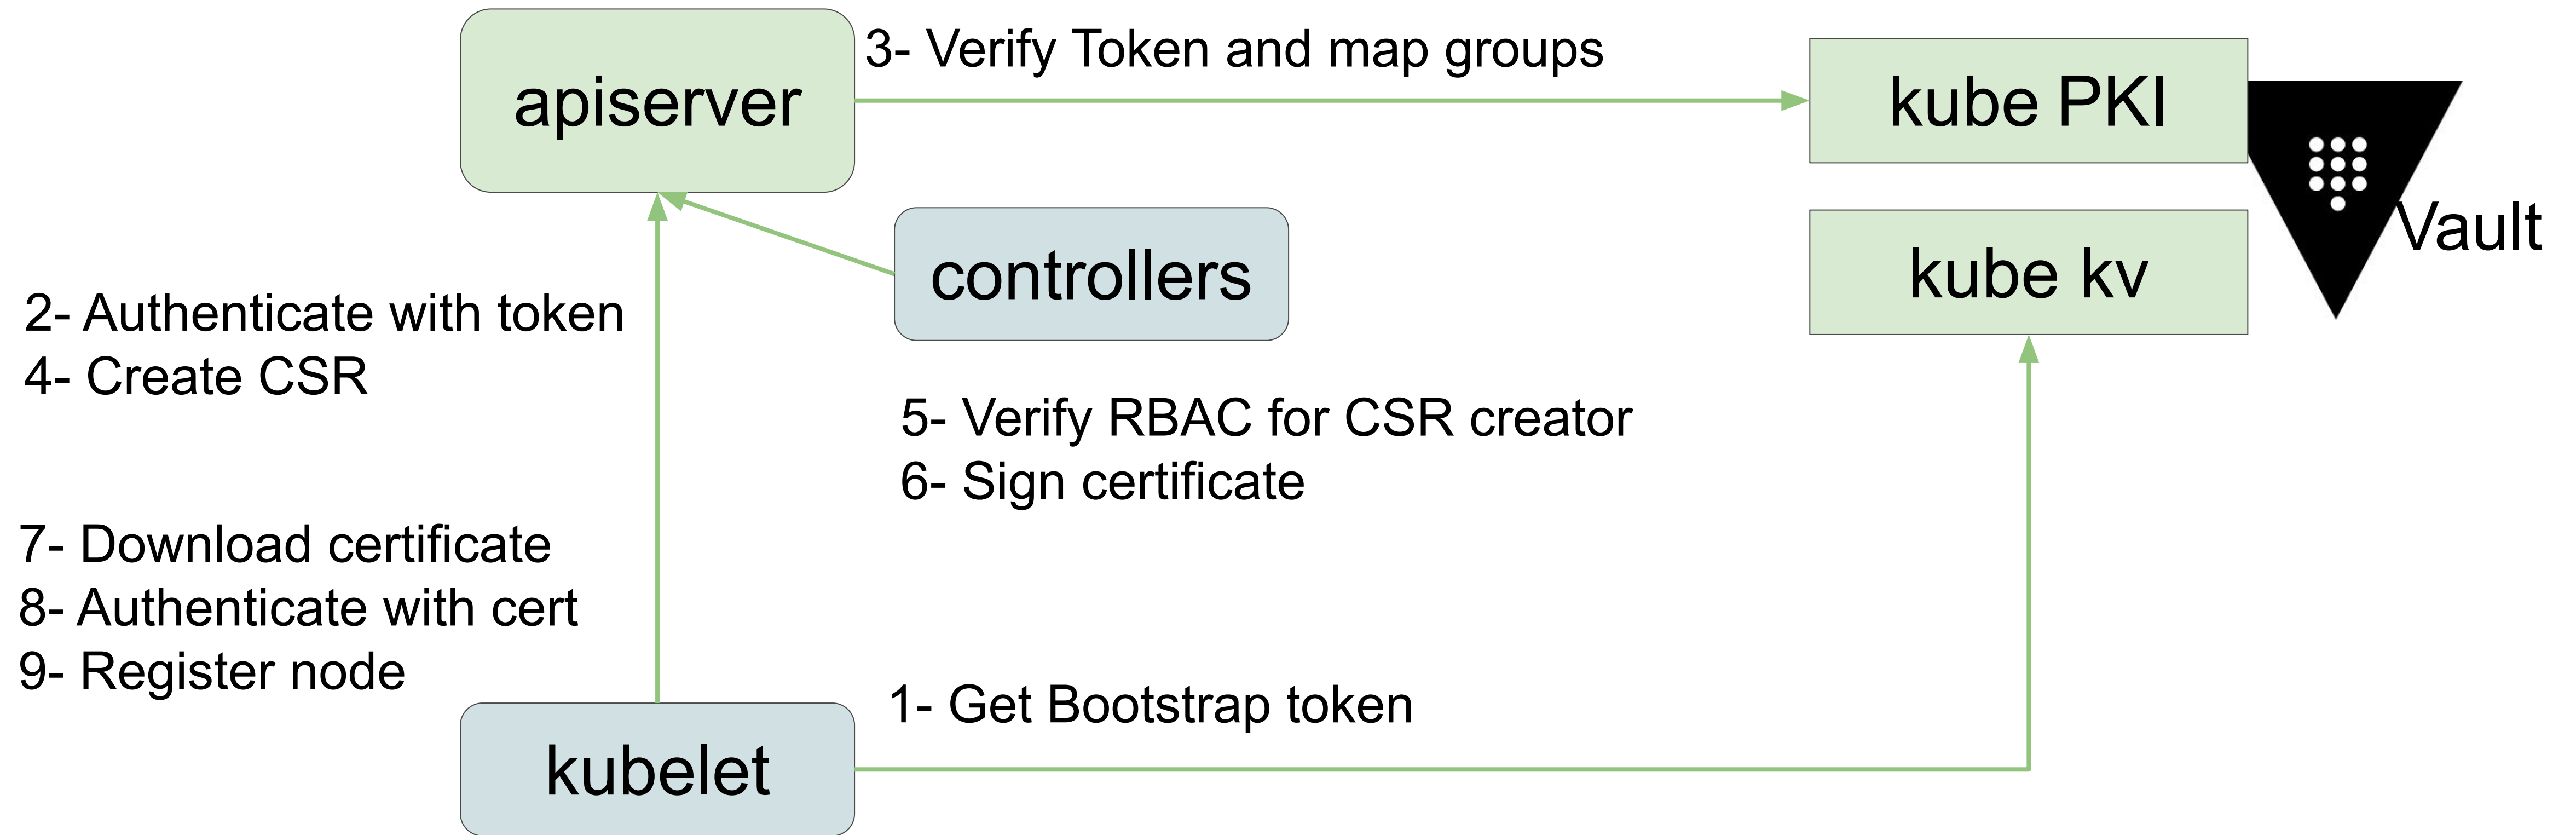 apiserver
3- Verify Token and map groups
kube PKI
Vault
controllers
kube kv
2- Authenticate with token
4- Create CSR
5- Verify RBAC for CSR creator
6- Sign certificate
7- Download certificate
8- Authenticate with cert
9- Register node
1- Get Bootstrap token
kubelet